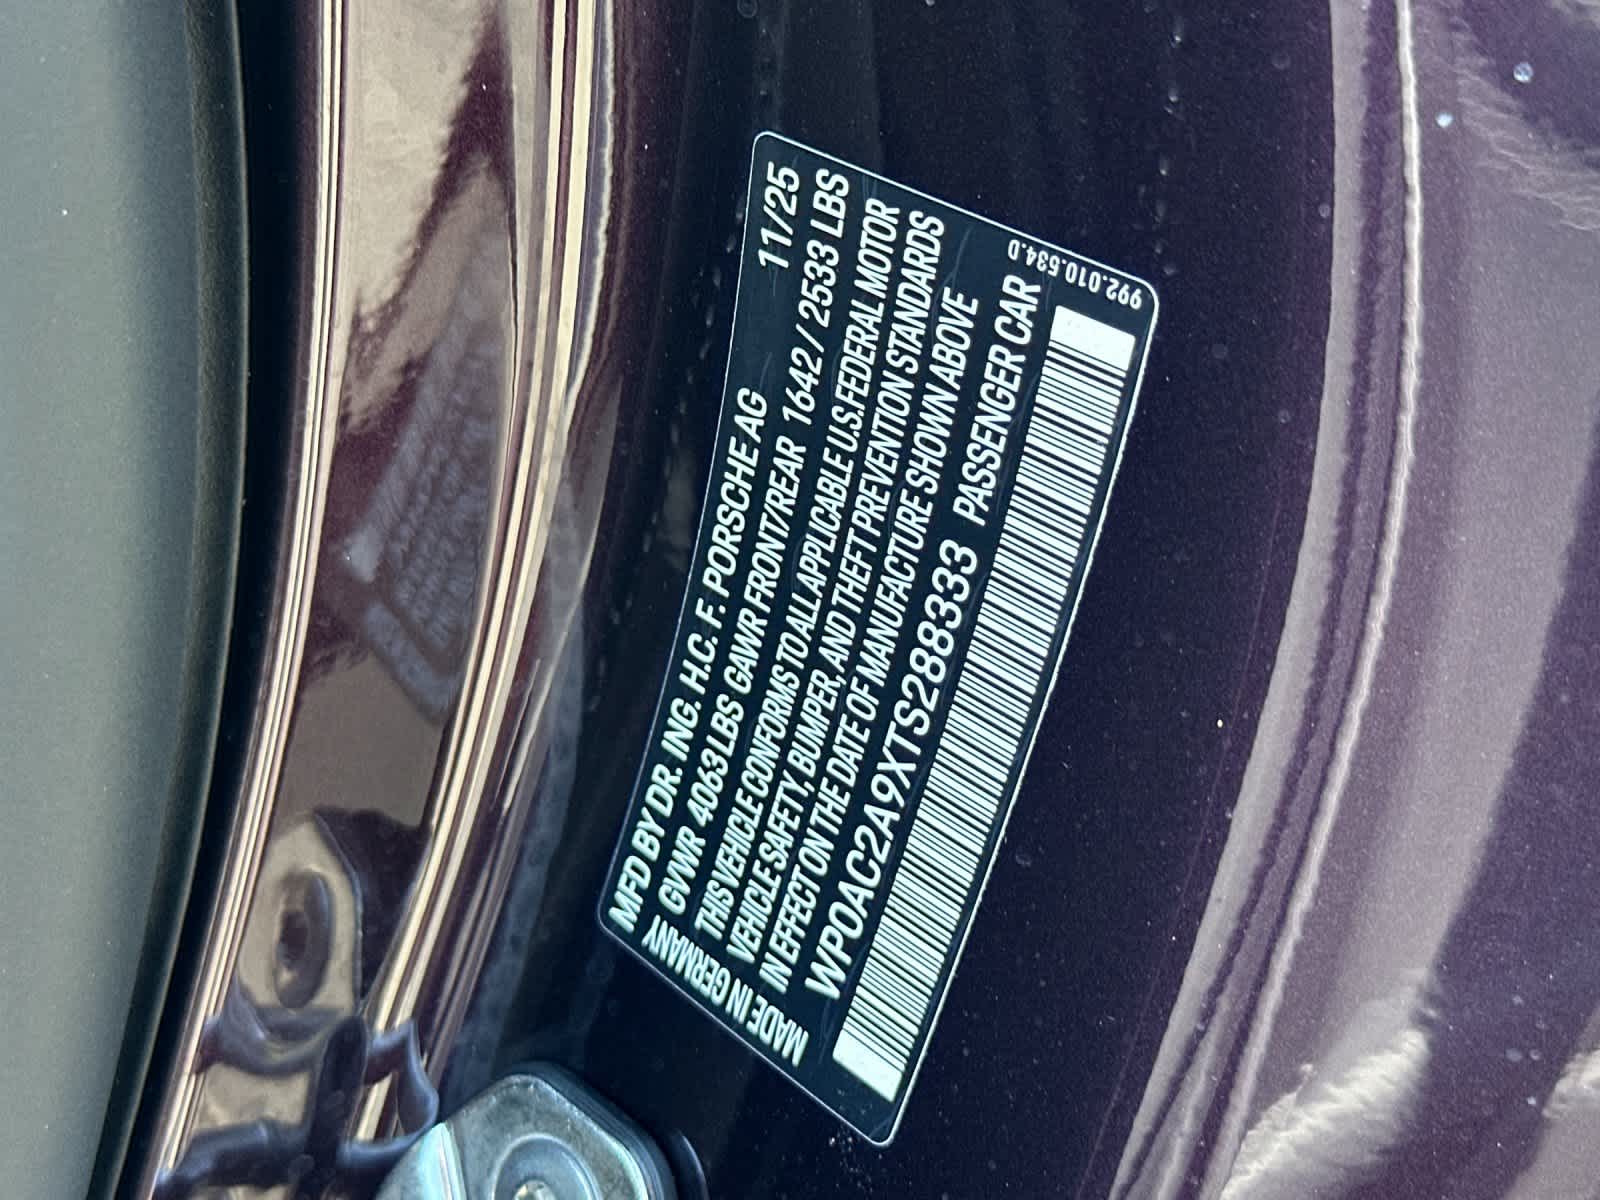 MFD BY DR. ING. H.C. F. PORSCHE AG 11/25
GVWR 4063 LBS GAWR FRONT/REAR 1642 / 2533 LBS
THIS VEHICLE CONFORMS TO ALL APPLICABLE U.S. FEDERAL MOTOR
VEHICLE SAFETY, BUMPER, AND THEFT PREVENTION STANDARDS
IN EFFECT ON THE DATE OF MANUFACTURE SHOWN ABOVE
WP0AC2A9XTS288333 PASSENGER CAR
MADE IN GERMANY
992.010.534.D